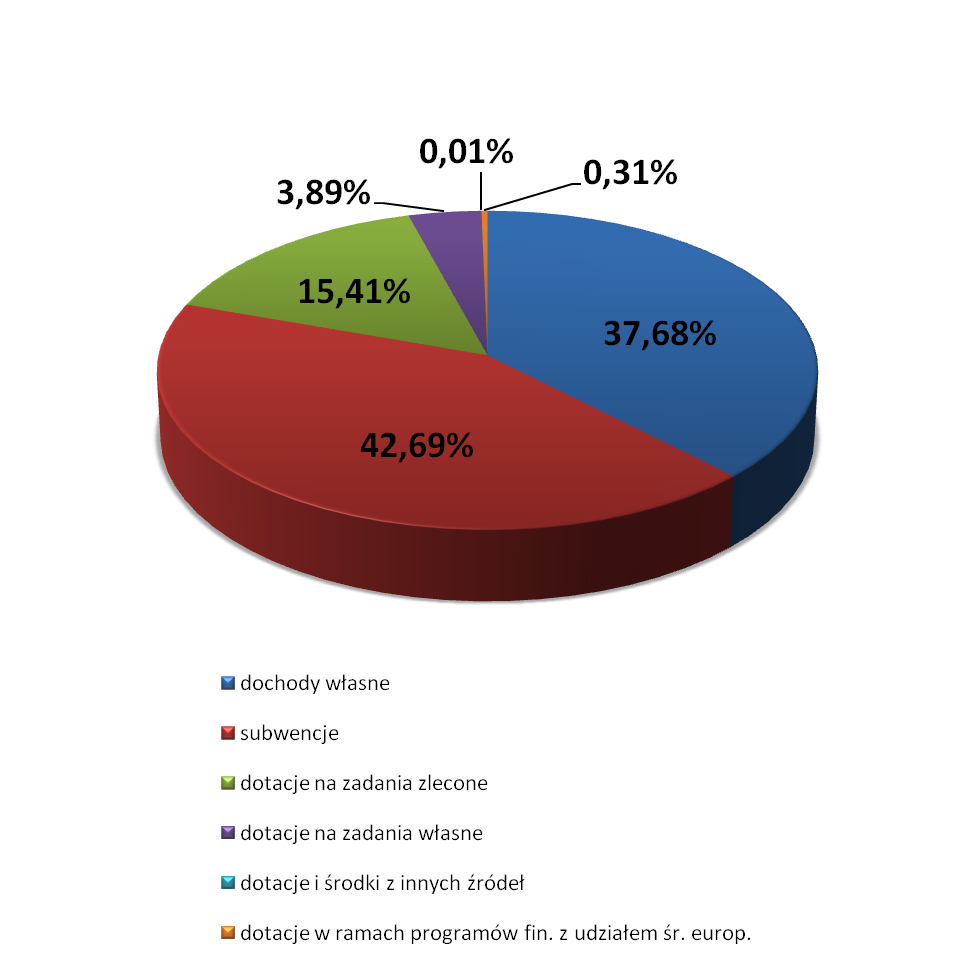 0,01%
0,31%
3,89%
15,41%
37,68%
42,69%
dochody własne
subwencje
dotacje na zadania zlecone
dotacje na zadania własne
dotacje i środki z innych źródeł
dotacje w ramach programów fin. z udziałem śr. europ.